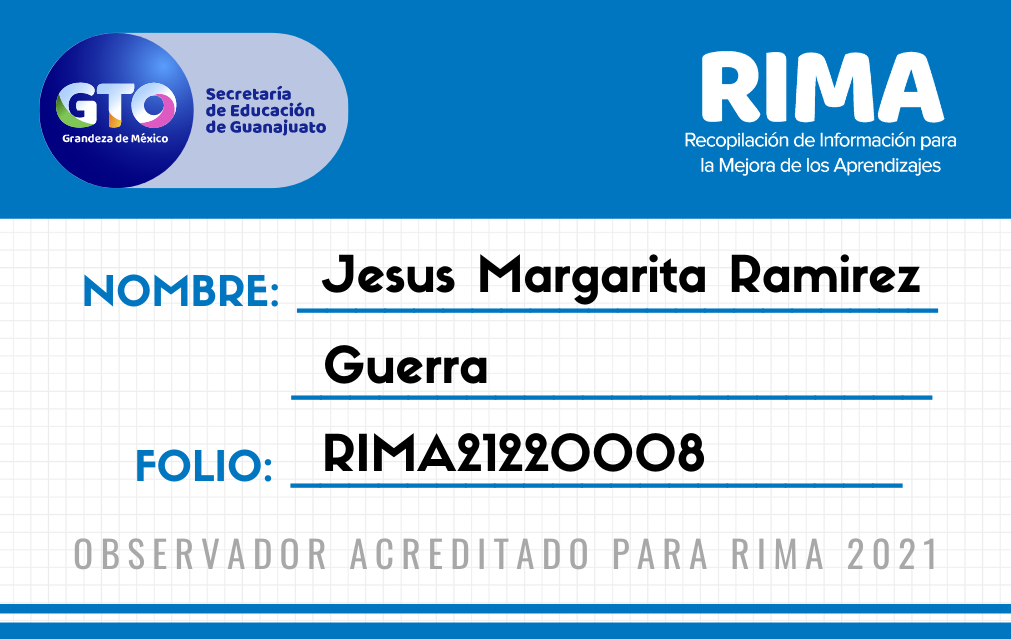 GTO
Grandeza de México
Secretaría
de Educación
de Guanajuato
RIMA
Recopilación de Información para
la Mejora de los Aprendizajes
NOMBRE: Jesus Margarita Ramirez
Guerra
FOLIO: RIMA21220008
OBSERVADOR ACREDITADO PARA RIMA 2021